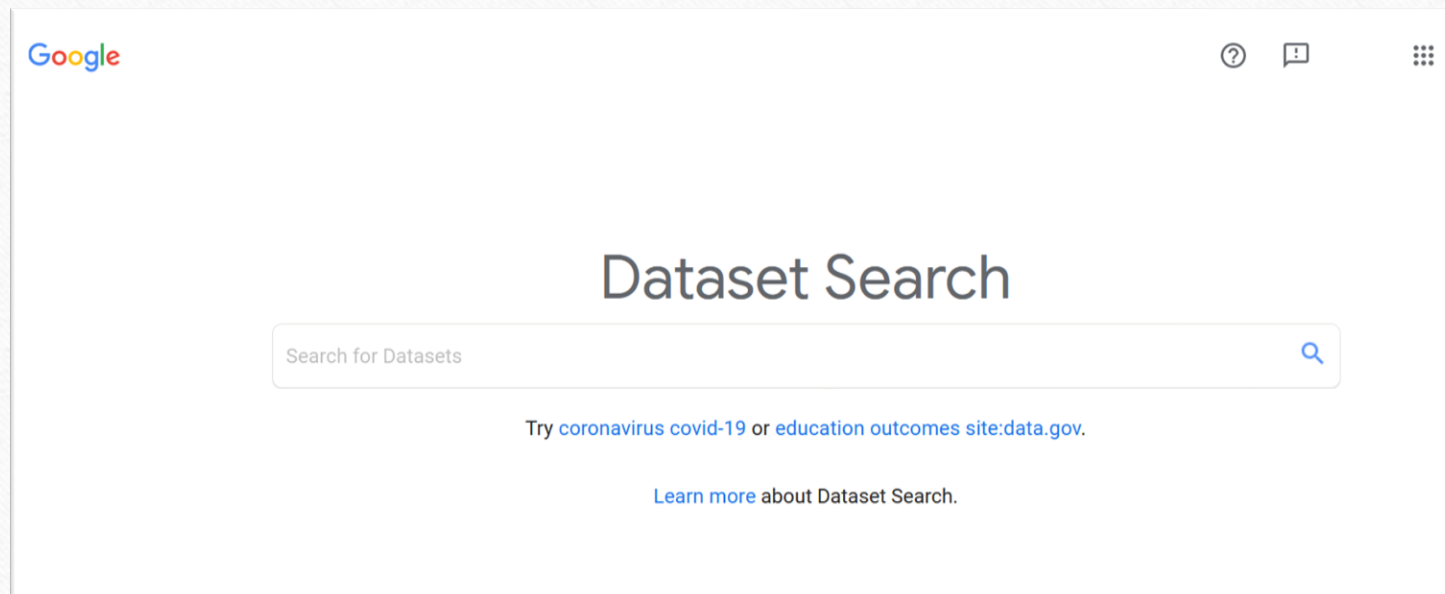 Google
Dataset Search
Search for Datasets
Try coronavirus covid-19 or education outcomes site:data.gov.
Learn more about Dataset Search.